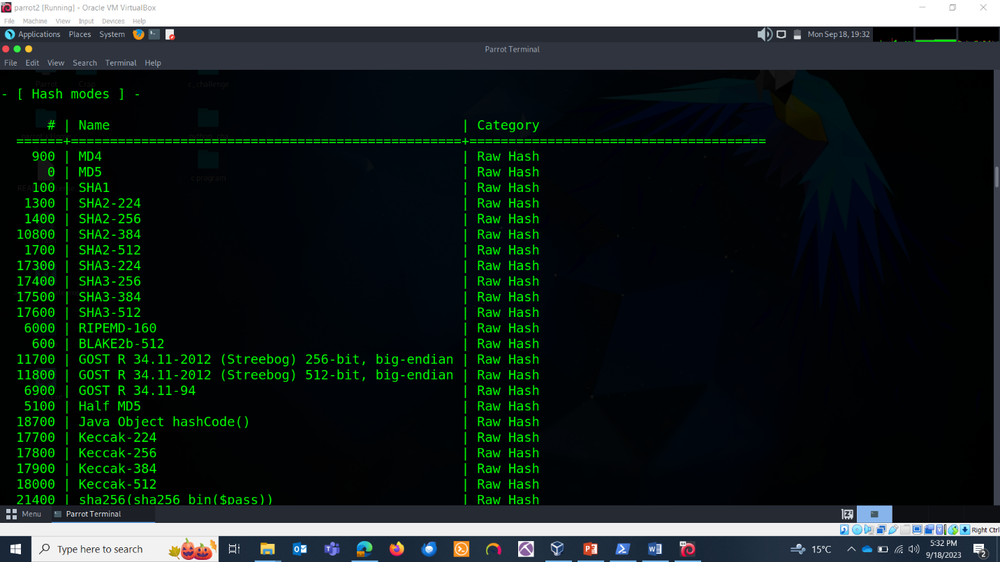 parrot2 [Running] - Oracle VM VirtualBox
File Machine View Input Devices Help
Applications Places System Mon Sep 18, 19:32
Parrot Terminal
File Edit View Search Terminal Help
Parrot Crap c_challenge
- [ Hash modes ] -
# | Name | Category
======+==================================================+======================================
900 | MD4 | Raw Hash
0 | MD5 | Raw Hash
100 | SHA1 | Raw Hash
1300 | SHA2-224 | Raw Hash
1400 | SHA2-256 | Raw Hash
10800 | SHA2-384 | Raw Hash
1700 | SHA2-512 | Raw Hash
17300 | SHA3-224 | Raw Hash
17400 | SHA3-256 | Raw Hash
17500 | SHA3-384 | Raw Hash
17600 | SHA3-512 | Raw Hash
6000 | RIPEMD-160 | Raw Hash
600 | BLAKE2b-512 | Raw Hash
11700 | GOST R 34.11-2012 (Streebog) 256-bit, big-endian | Raw Hash
11800 | GOST R 34.11-2012 (Streebog) 512-bit, big-endian | Raw Hash
6900 | GOST R 34.11-94 | Raw Hash
5100 | Half MD5 | Raw Hash
18700 | Java Object hashCode() | Raw Hash
17700 | Keccak-224 | Raw Hash
17800 | Keccak-256 | Raw Hash
17900 | Keccak-384 | Raw Hash
18000 | Keccak-512 | Raw Hash
21400 | sha256(sha256_bin($pass)) | Raw Hash
Menu Parrot Terminal
Right Ctrl
Type here to search 15°C 5:32 PM
9/18/2023 2